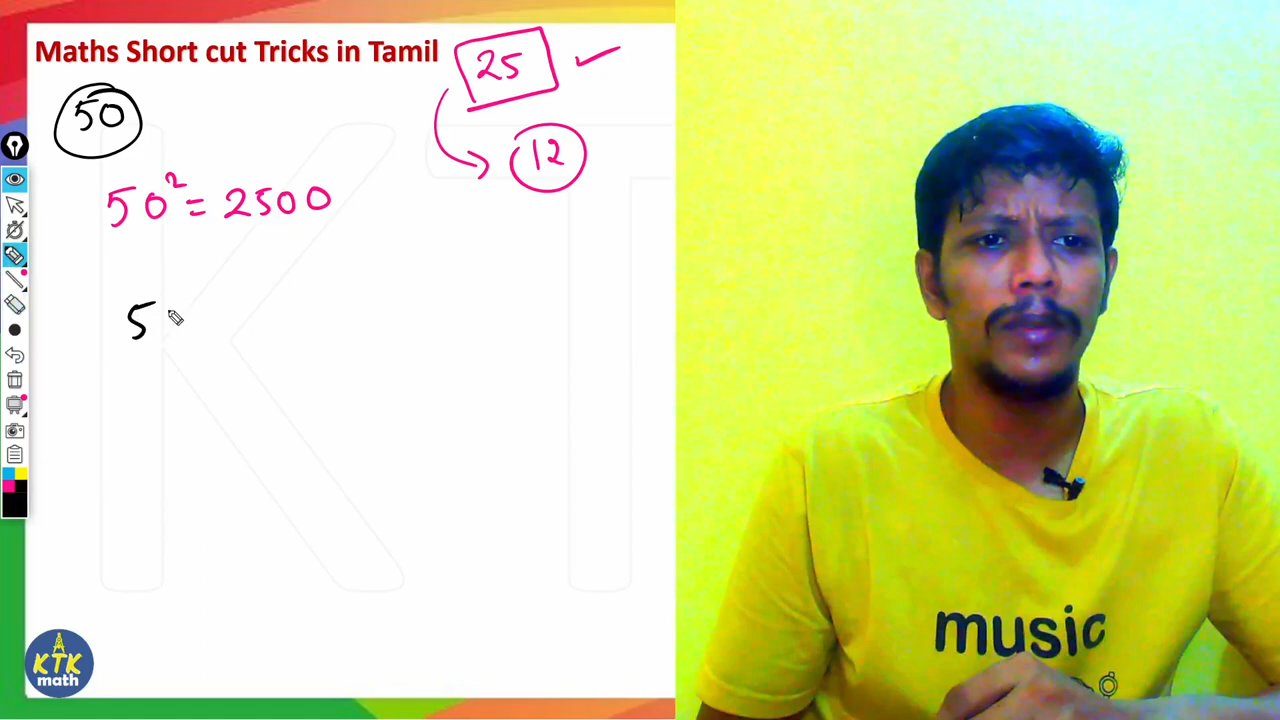 Maths Short cut Tricks in Tamil
25
50
12
50² = 2500
5
KTK
math
music